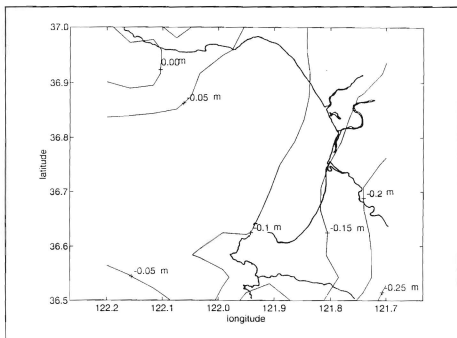 37.0
0.00 m
36.9
-0.05 m
36.8
latitude
36.7
-0.2 m
-0.1 m
-0.15 m
36.6
-0.05 m
-0.25 m
36.5
122.2
122.1
122.0
121.9
121.8
121.7
longitude